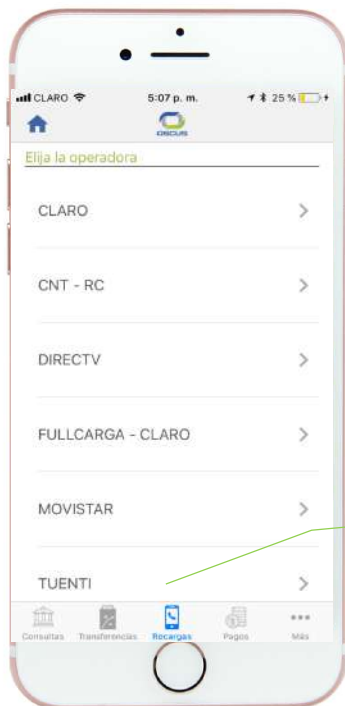 CLARO 5:07 p. m. 25 %
OSCUS
Elija la operadora
CLARO
CNT - RC
DIRECTV
FULLCARGA - CLARO
MOVISTAR
TUENTI
Consultas Transferencias Recargas Pagos Más